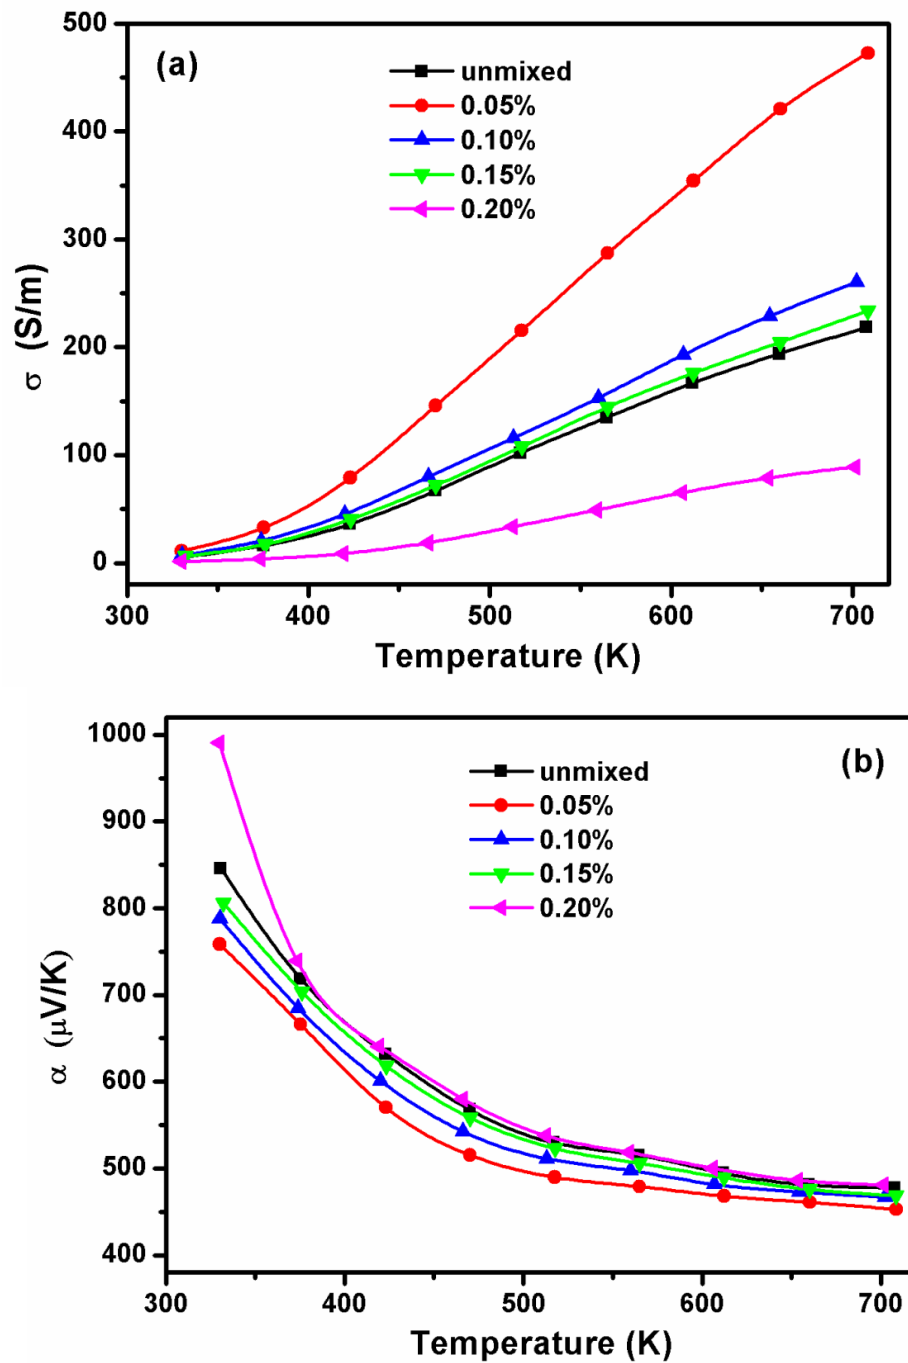 (a)
unmixed
0.05%
0.10%
0.15%
0.20%
500
400
300
200
100
0
σ (S/m)
300 400 500 600 700
Temperature (K)
(b)
unmixed
0.05%
0.10%
0.15%
0.20%
1000
900
800
700
600
500
400
α (μV/K)
300 400 500 600 700
Temperature (K)